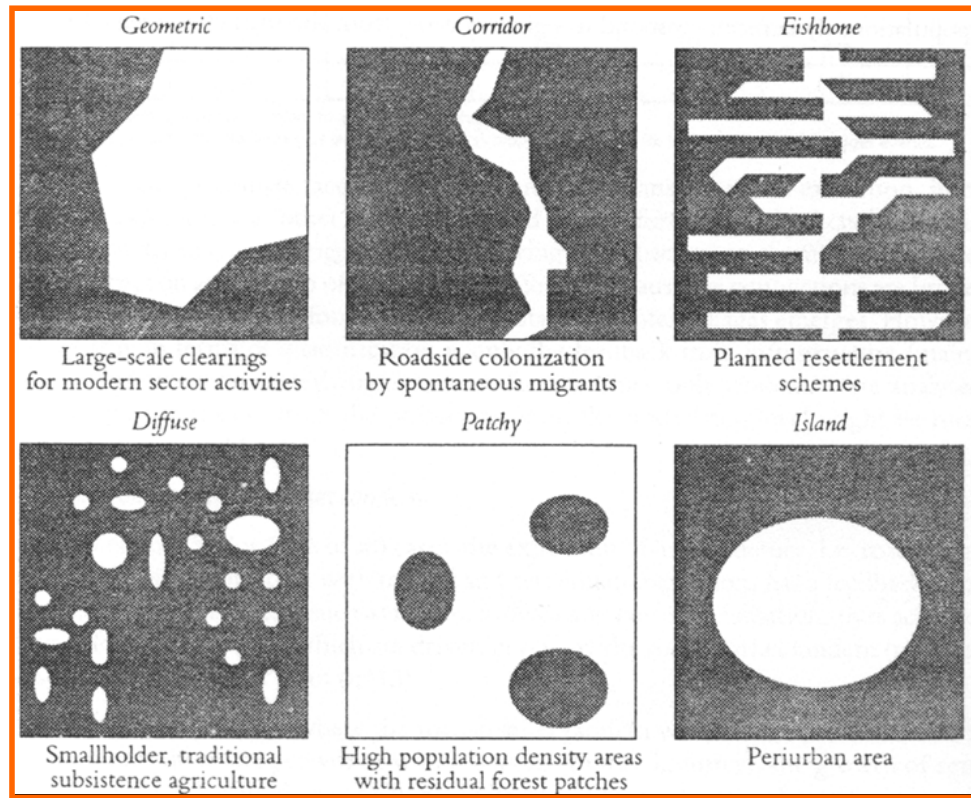 Geometric
Corridor
Fishbone
Large-scale clearings
for modern sector activities
Roadside colonization
by spontaneous migrants
Planned resettlement
schemes
Diffuse
Patchy
Island
Smallholder, traditional
subsistence agriculture
High population density areas
with residual forest patches
Periurban area